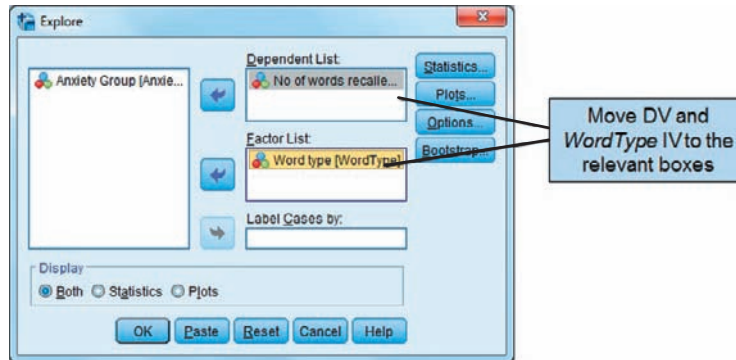 Explore
Dependent List:
Anxiety Group [Anxie...
No of words recalle...
Statistics...
Plots...
Options...
Bootstrap...
Factor List:
Word type [WordType]
Label Cases by:
Display
Both Statistics Plots
OK Paste Reset Cancel Help
Move DV and
WordType IV to the
relevant boxes